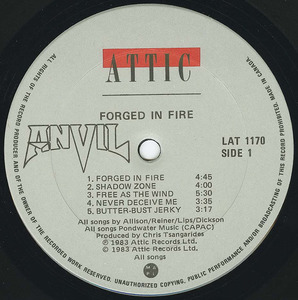 ALL RIGHTS OF THE RECORD PRODUCER AND OF THE OWNER OF THE RECORDED WORK RESERVED. UNAUTHORIZED COPYING, PUBLIC PERFORMANCE AND/OR BROADCASTING OF THIS RECORD PROHIBITED. MADE IN CANADA.
ATTIC
FORGED IN FIRE
ANVIL
LAT 1170
SIDE 1
1. FORGED IN FIRE 4:45
2. SHADOW ZONE 4:00
3. FREE AS THE WIND 5:30
4. NEVER DECEIVE ME 5:10
5. BUTTER-BUST JERKY 3:17
All songs by Allison/Reiner/Lips/Dickson
All songs Pondwater Music (CAPAC)
Produced by Chris Tsangarides
℗ 1983 Attic Records Ltd.
© 1983 Attic Records Ltd.